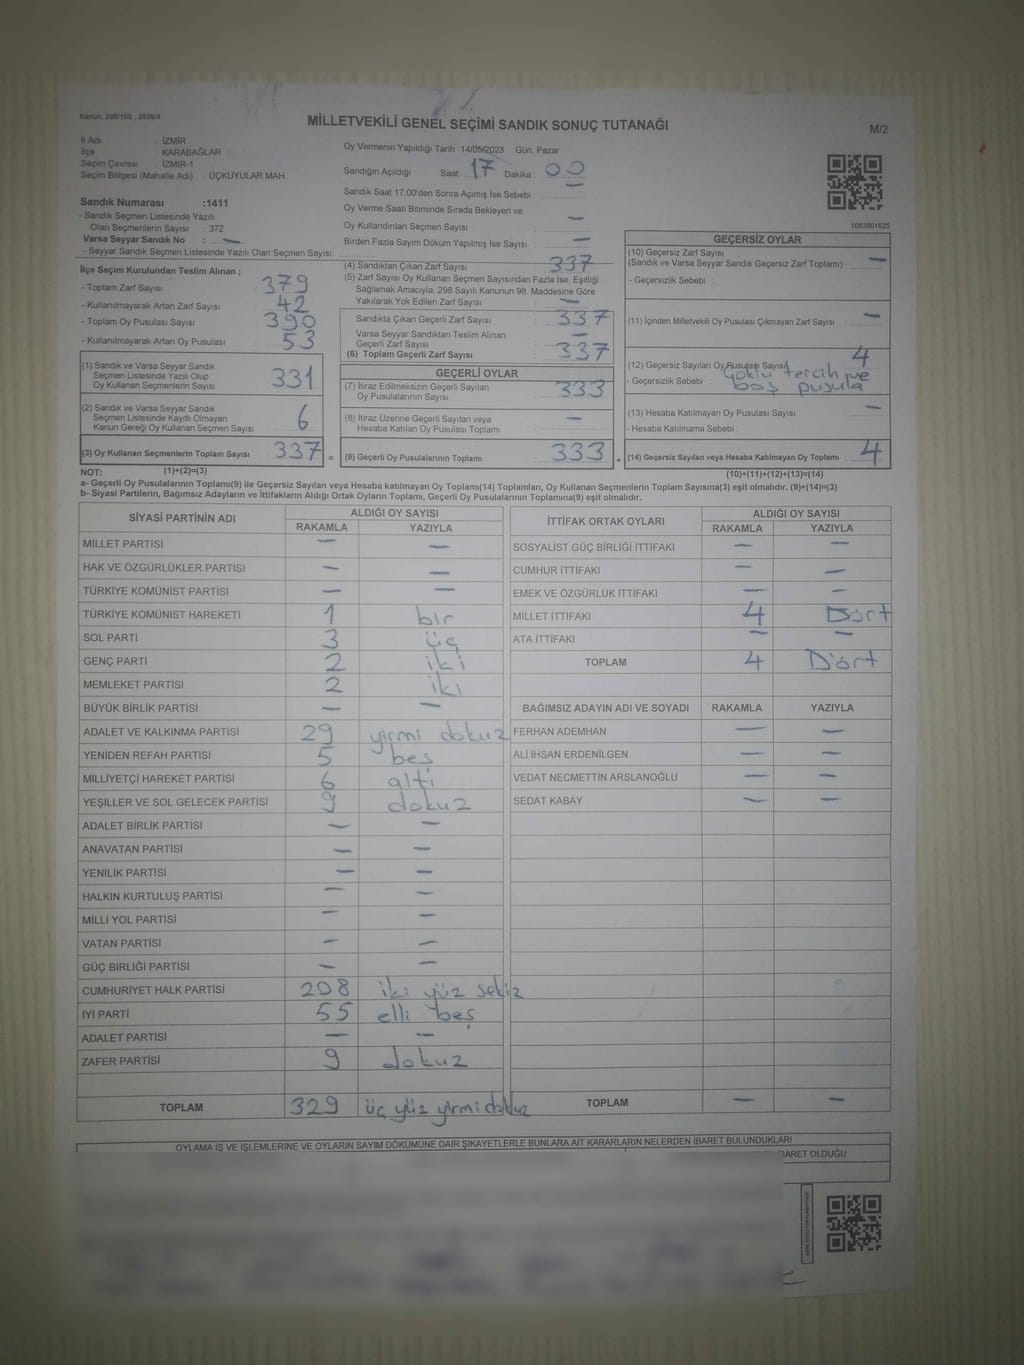 Kanun, 298/105 , 2839/4
MİLLETVEKİLİ GENEL SEÇİMİ SANDIK SONUÇ TUTANAĞI
M/2
İl Adı : İZMİR
İlçe : KARABAĞLAR
Seçim Çevresi : İZMİR-1
Seçim Bölgesi (Mahalle Adı) : UÇKUYULAR MAH.
Sandık Numarası :1411
- Sandık Seçmen Listesinde Yazılı
Olan Seçmenlerin Sayısı : 372
Varsa Seyyar Sandık No : —
- Seyyar Sandık Seçmen Listesinde Yazılı Olan Seçmen Sayısı:
Oy Vermenin Yapıldığı Tarih :14/05/2023 Gün: Pazar
Sandığın Açıldığı Saat: 17 Dakika: 00
Sandık Saat 17:00'den Sonra Açımış İse Sebebi : —
Oy Verme Saati Bitiminde Sırada Bekleyen ve
Oy Kullandırılan Seçmen Sayısı —
Birden Fazla Sayım Döküm Yapılmış İse Sayısı : —
1083801625
İlçe Seçim Kurulundan Teslim Alınan ;
- Toplam Zarf Sayısı : 379
- Kullanılmayarak Artan Zarf Sayısı : 42
- Toplam Oy Pusulası Sayısı : 390
- Kullanılmayarak Artan Oy Pusulası : 53
(1) Sandık ve Varsa Seyyar Sandık
Seçmen Listesinde Yazılı Olup
Oy Kullanan Seçmenlerin Sayısı : 331
(2) Sandık ve Varsa Seyyar Sandık
Seçmen Listesinde Kayıtlı Olmayan
Kanun Gereği Oy Kullanan Seçmen Sayısı : 6
(3) Oy Kullanan Seçmenlerin Toplam Sayısı : 337 =
(4) Sandıktan Çıkan Zarf Sayısı : 337
(5) Zarf Sayısı, Oy Kullanan Seçmen Sayısından Fazla İse, Eşitliği
Sağlamak Amacıyla, 298 Sayılı Kanunun 98. Maddesine Göre
Yakılarak Yok Edilen Zarf Sayısı : —
Sandıkta Çıkan Geçerli Zarf Sayısı : 337
Varsa Seyyar Sandıktan Teslim Alınan
Geçerli Zarf Sayısı : —
(6) Toplam Geçerli Zarf Sayısı : 337
GEÇERLİ OYLAR
(7) İtiraz Edilmeksizin Geçerli Sayılan
Oy Pusulalarının Sayısı : 333
(8) İtiraz Üzerine Geçerli Sayılan veya
Hesaba Katılan Oy Pusulası Toplamı : —
(9) Geçerli Oy Pusulalarının Toplamı : 333 +
GEÇERSİZ OYLAR
(10) Geçersiz Zarf Sayısı
(Sandık ve Varsa Seyyar Sandık Geçersiz Zarf Toplamı) : —
- Geçersizlik Sebebi :
(11) İçinden Milletvekili Oy Pusulası Çıkmayan Zarf Sayısı : —
(12) Geçersiz Sayılan Oy Pusulası Sayısı : 4
- Geçersizlik Sebebi : Çoklu tercih ve
boş pusula
(13) Hesaba Katılmayan Oy Pusulası Sayısı : —
- Hesaba Katılmama Sebebi :
(14) Geçersiz Sayılan veya Hesaba Katılmayan Oy Toplamı : 4
NOT: (1)+(2)=(3) (10)+(11)+(12)+(13)=(14)
a- Geçerli Oy Pusulalarının Toplamı(9) ile Geçersiz Sayılan veya Hesaba katılmayan Oy Toplamı(14) Toplamları, Oy Kullanan Seçmenlerin Toplam Sayısına(3) eşit olmalıdır. (9)+(14)=(3)
b- Siyasi Partilerin, Bağımsız Adayların ve İttifakların Aldığı Ortak Oyların Toplamı, Geçerli Oy Pusulalarının Toplamına(9) eşit olmalıdır.
SİYASİ PARTİNİN ADI ALDIĞI OY SAYISI
RAKAMLA YAZIYLA
MİLLET PARTİSİ — —
HAK VE ÖZGÜRLÜKLER PARTİSİ — —
TÜRKİYE KOMÜNİST PARTİSİ — —
TÜRKİYE KOMÜNİST HAREKETİ 1 bir
SOL PARTİ 3 üç
GENÇ PARTİ 2 iki
MEMLEKET PARTİSİ 2 iki
BÜYÜK BİRLİK PARTİSİ — —
ADALET VE KALKINMA PARTİSİ 29 yirmi dokuz
YENİDEN REFAH PARTİSİ 5 beş
MİLLİYETÇİ HAREKET PARTİSİ 6 altı
YEŞİLLER VE SOL GELECEK PARTİSİ 9 dokuz
ADALET BİRLİK PARTİSİ — —
ANAVATAN PARTİSİ — —
YENİLİK PARTİSİ — —
HALKIN KURTULUŞ PARTİSİ — —
MİLLİ YOL PARTİSİ — —
VATAN PARTİSİ — —
GÜÇ BİRLİĞİ PARTİSİ — —
CUMHURİYET HALK PARTİSİ 208 iki yüz sekiz
İYİ PARTİ 55 elli beş
ADALET PARTİSİ — —
ZAFER PARTİSİ 9 dokuz
TOPLAM 329 üç yüz yirmi dokuz
İTTİFAK ORTAK OYLARI ALDIĞI OY SAYISI
RAKAMLA YAZIYLA
SOSYALİST GÜÇ BİRLİĞİ İTTİFAKI — —
CUMHUR İTTİFAKI — —
EMEK VE ÖZGÜRLÜK İTTİFAKI — —
MİLLET İTTİFAKI 4 Dört
ATA İTTİFAKI — —
TOPLAM 4 Dört
BAĞIMSIZ ADAYIN ADI VE SOYADI RAKAMLA YAZIYLA
FERHAN ADEMHAN — —
ALİ İHSAN ERDENİLGEN — —
VEDAT NECMETTİN ARSLANOĞLU — —
SEDAT KABAY — —
TOPLAM — —
OYLAMA İŞ VE İŞLEMLERİNE VE OYLARIN SAYIM DÖKÜMÜNE DAİR ŞİKAYETLERLE BUNLARA AİT KARARLARIN NELERDEN İBARET BULUNDUKLARI
BARET OLDUĞU